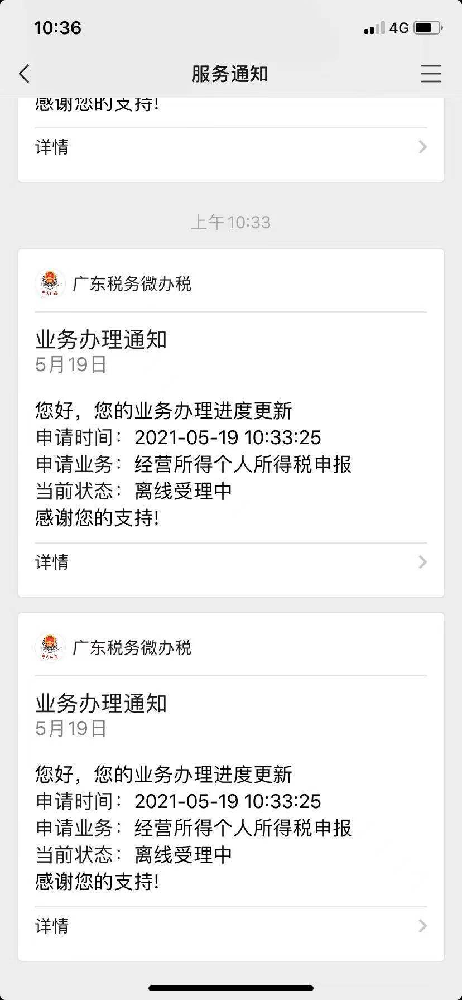 10:36
4G
服务通知
感谢您的支持!
详情
上午10:33
广东税务微办税
业务办理通知
5月19日
您好，您的业务办理进度更新
申请时间：2021-05-19 10:33:25
申请业务：经营所得个人所得税申报
当前状态：离线受理中
感谢您的支持!
详情
广东税务微办税
业务办理通知
5月19日
您好，您的业务办理进度更新
申请时间：2021-05-19 10:33:25
申请业务：经营所得个人所得税申报
当前状态：离线受理中
感谢您的支持!
详情